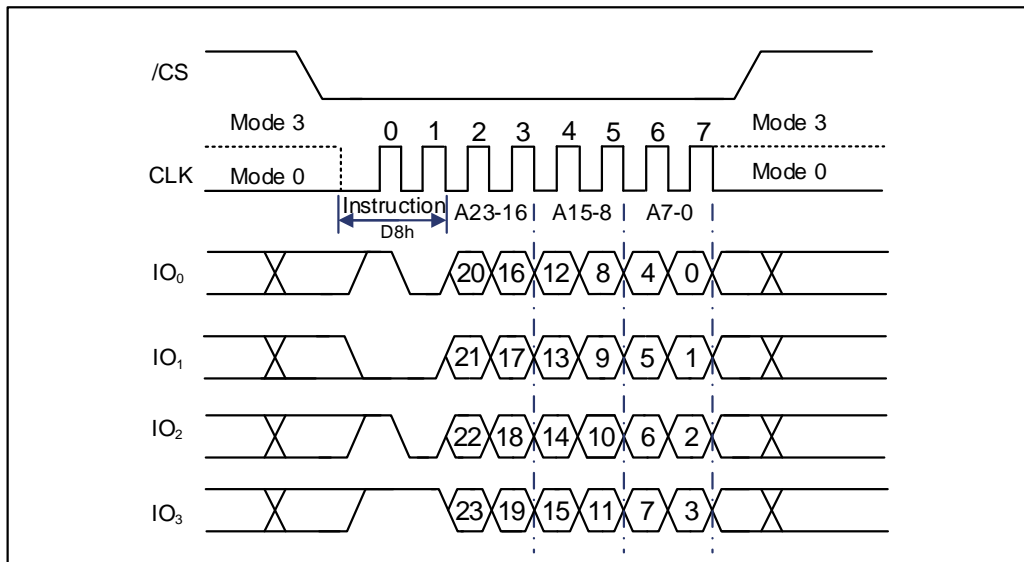 /CS
Mode 3 0 1 2 3 4 5 6 7 Mode 3
CLK Mode 0 Mode 0
Instruction A23-16 A15-8 A7-0
D8h
IO₀ 20 16 12 8 4 0
IO₁ 21 17 13 9 5 1
IO₂ 22 18 14 10 6 2
IO₃ 23 19 15 11 7 3